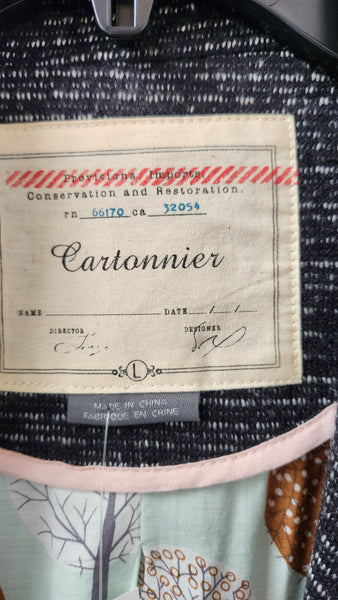 Provisions, Imports,
Conservation and Restoration.
rn 66170 ca 32054
Cartonnier
NAME DATE / /
DIRECTOR DESIGNER
L
MADE IN CHINA
FABRIQUÉ EN CHINE